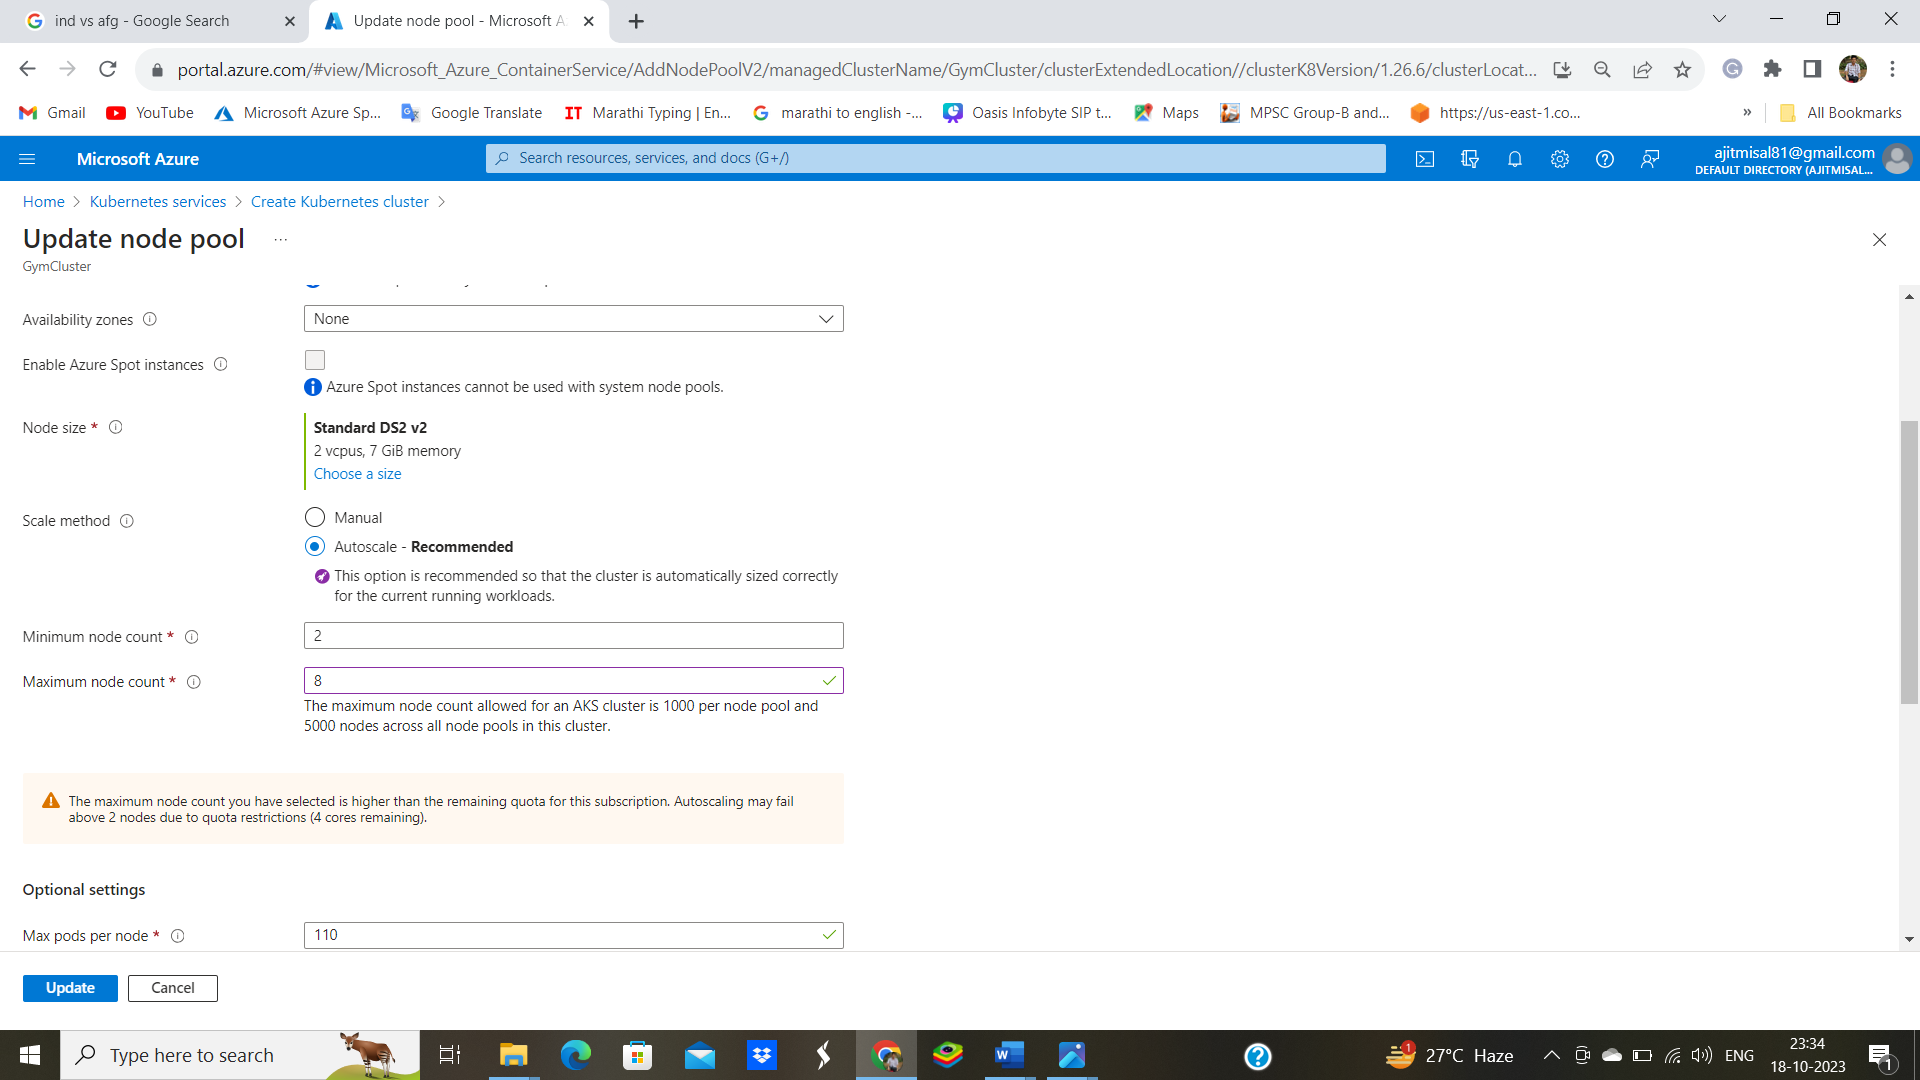 ind vs afg - Google Search
Update node pool - Microsoft A
portal.azure.com/#view/Microsoft_Azure_ContainerService/AddNodePoolV2/managedClusterName/GymCluster/clusterExtendedLocation//clusterK8Version/1.26.6/clusterLocat...
Gmail
YouTube
Microsoft Azure Sp...
Google Translate
IT
Marathi Typing | En...
marathi to english -...
Oasis Infobyte SIP t...
Maps
MPSC Group-B and...
https://us-east-1.co...
»
All Bookmarks
Microsoft Azure
Search resources, services, and docs (G+/)
ajitmisal81@gmail.com
DEFAULT DIRECTORY (AJITMISAL...
Home > Kubernetes services > Create Kubernetes cluster >
Update node pool
...
GymCluster
Availability zones
None
Enable Azure Spot instances
Azure Spot instances cannot be used with system node pools.
Node size *
Standard DS2 v2
2 vcpus, 7 GiB memory
Choose a size
Scale method
Manual
Autoscale - Recommended
This option is recommended so that the cluster is automatically sized correctly
for the current running workloads.
Minimum node count *
2
Maximum node count *
8
The maximum node count allowed for an AKS cluster is 1000 per node pool and
5000 nodes across all node pools in this cluster.
The maximum node count you have selected is higher than the remaining quota for this subscription. Autoscaling may fail
above 2 nodes due to quota restrictions (4 cores remaining).
Optional settings
Max pods per node *
110
Update
Cancel
Type here to search
1
27°C Haze
ENG
23:34
18-10-2023
1